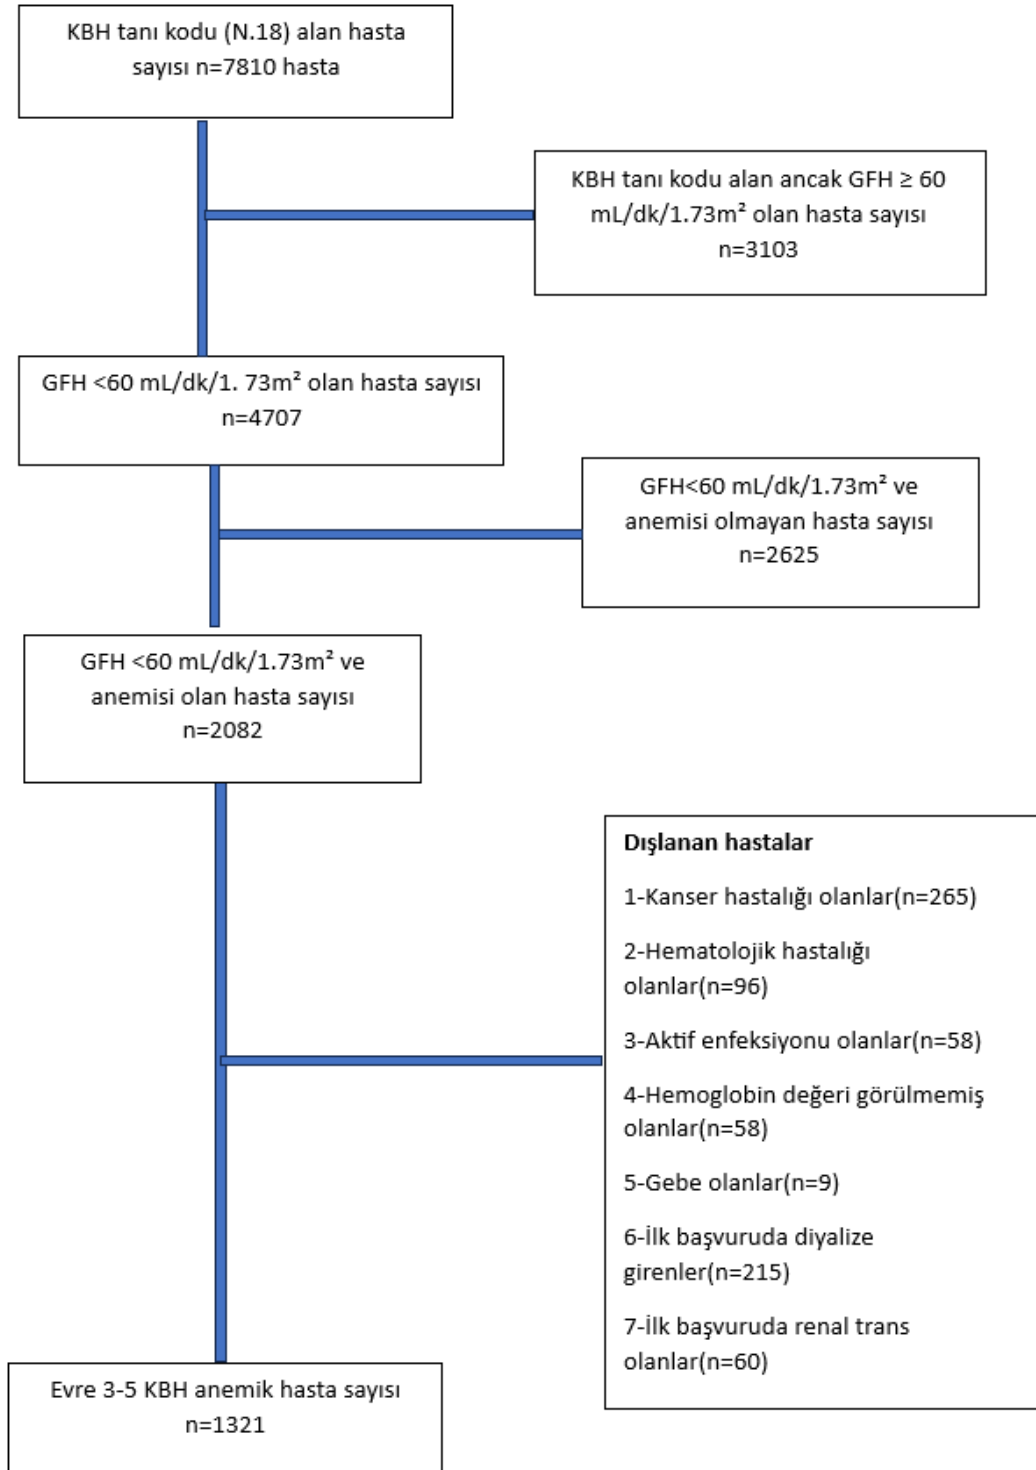 KBH tanı kodu (N.18) alan hasta
sayısı n=7810 hasta
KBH tanı kodu alan ancak GFH ≥ 60
mL/dk/1.73m² olan hasta sayısı
n=3103
GFH <60 mL/dk/1. 73m² olan hasta sayısı
n=4707
GFH<60 mL/dk/1.73m² ve
anemisi olmayan hasta sayısı
n=2625
GFH <60 mL/dk/1.73m² ve
anemisi olan hasta sayısı
n=2082
Dışlanan hastalar
1-Kanser hastalığı olanlar(n=265)
2-Hematolojik hastalığı
olanlar(n=96)
3-Aktif enfeksiyonu olanlar(n=58)
4-Hemoglobin değeri görülmemiş
olanlar(n=58)
5-Gebe olanlar(n=9)
6-İlk başvuruda diyalize
girenler(n=215)
7-İlk başvuruda renal trans
olanlar(n=60)
Evre 3-5 KBH anemik hasta sayısı
n=1321